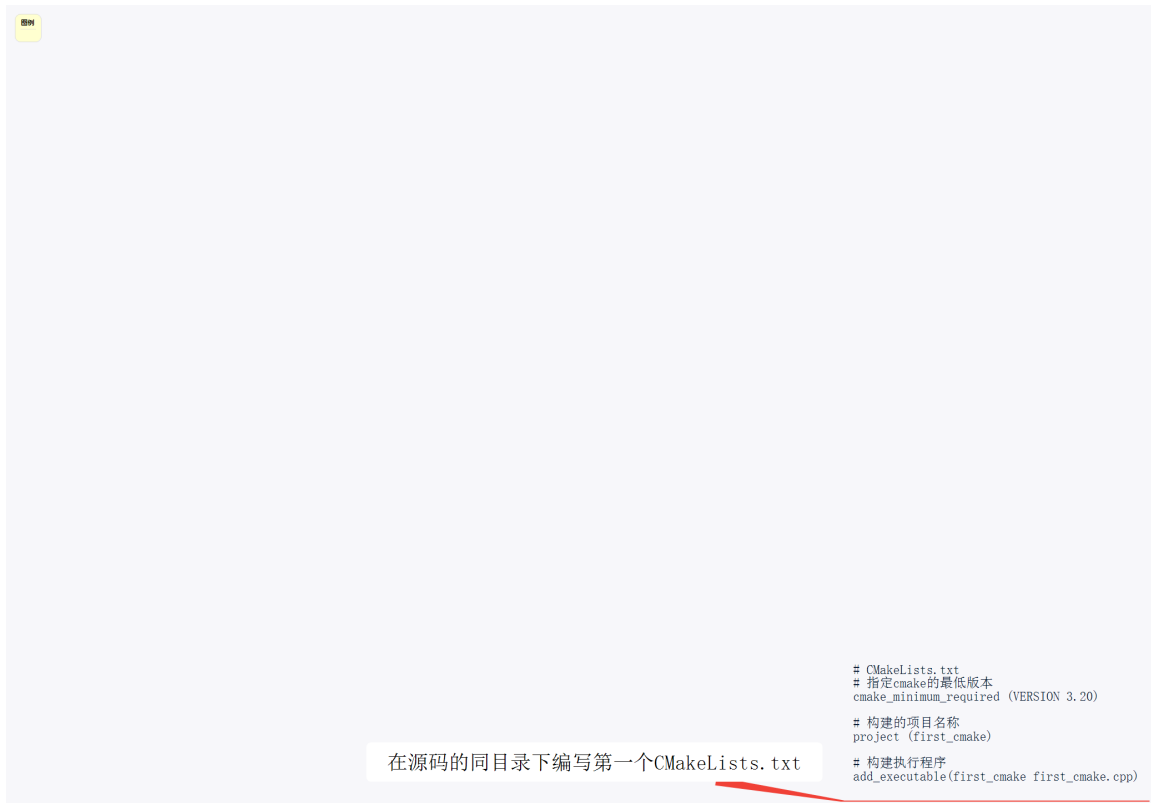 图例
在源码的同目录下编写第一个CMakeLists.txt
# CMakeLists.txt
# 指定cmake的最低版本
cmake_minimum_required (VERSION 3.20)
# 构建的项目名称
project (first_cmake)
# 构建执行程序
add_executable(first_cmake first_cmake.cpp)